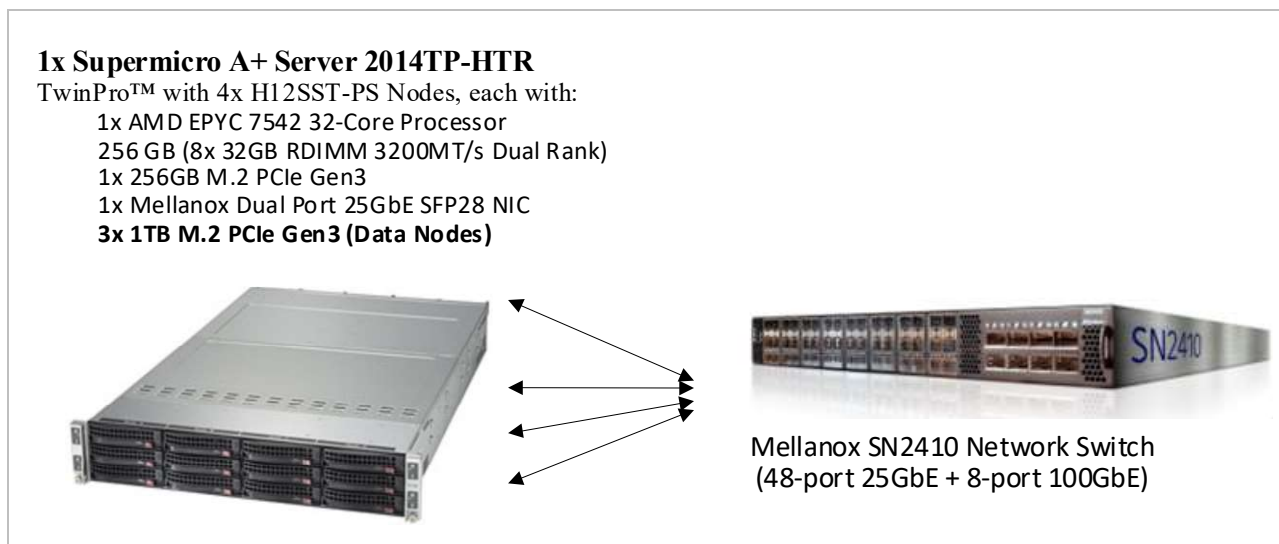 1x Supermicro A+ Server 2014TP-HTR
TwinPro™ with 4x H12SST-PS Nodes, each with:
1x AMD EPYC 7542 32-Core Processor
256 GB (8x 32GB RDIMM 3200MT/s Dual Rank)
1x 256GB M.2 PCIe Gen3
1x Mellanox Dual Port 25GbE SFP28 NIC
3x 1TB M.2 PCIe Gen3 (Data Nodes)
SN2410
Mellanox SN2410 Network Switch
(48-port 25GbE + 8-port 100GbE)